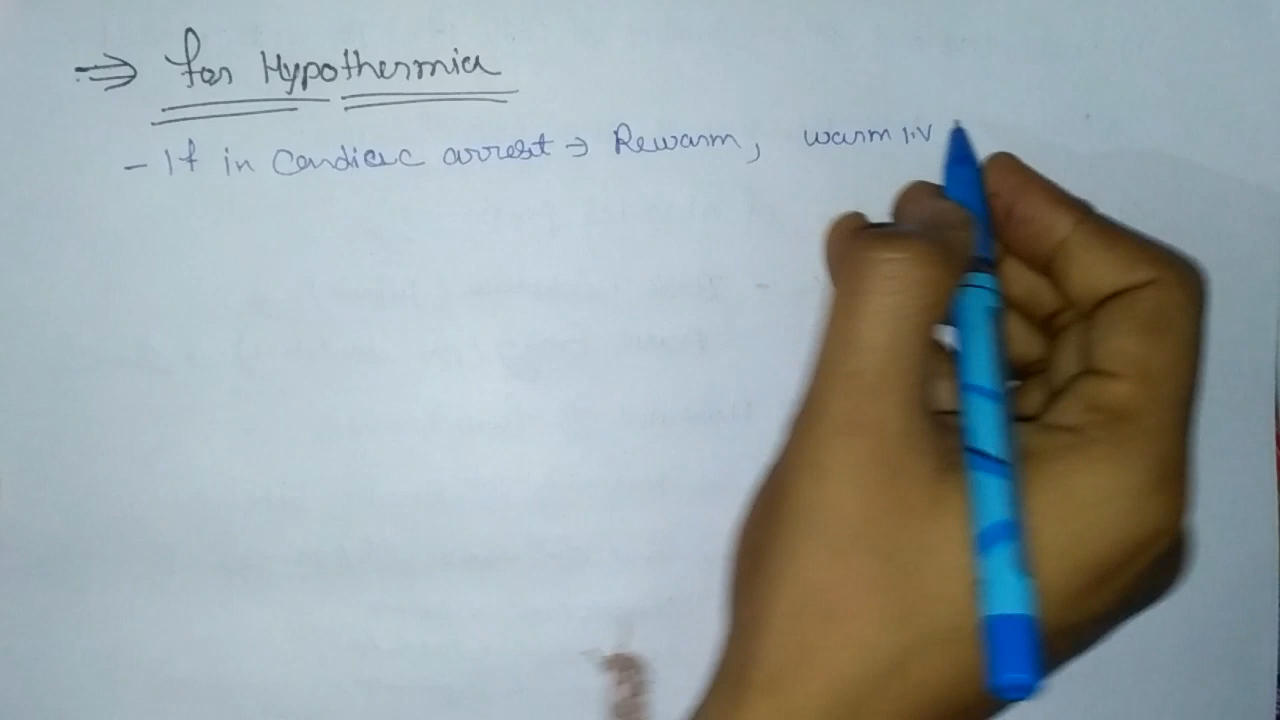 ⇒ for Hypothermia
- If in Cardiac arrest → Rewarm, warm I.V